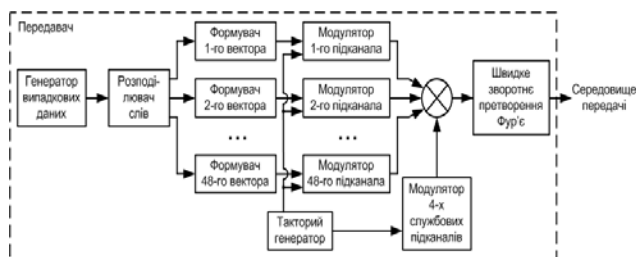 Передавач
Генератор
випадкових
даних
Розподі-
лювач
слів
Формувач
1-го вектора
Модулятор
1-го підканала
Формувач
2-го вектора
Модулятор
2-го підканала
...
...
Формувач
48-го вектора
Модулятор
48-го підканала
Такторий
генератор
Модулятор
4-х
службових
підканалів
Швидке
зворотнє
претворення
Фур'є
Середовище
передачі